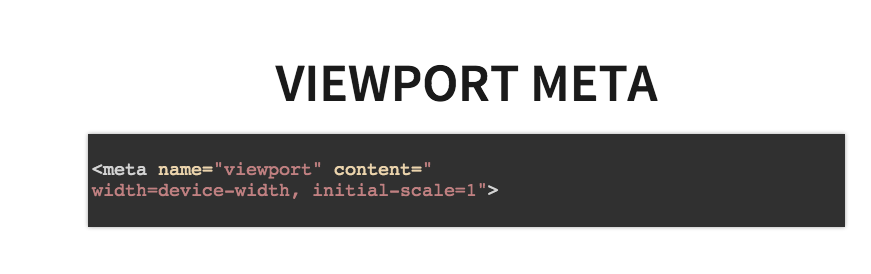 VIEWPORT META
<meta name="viewport" content="
width=device-width, initial-scale=1">